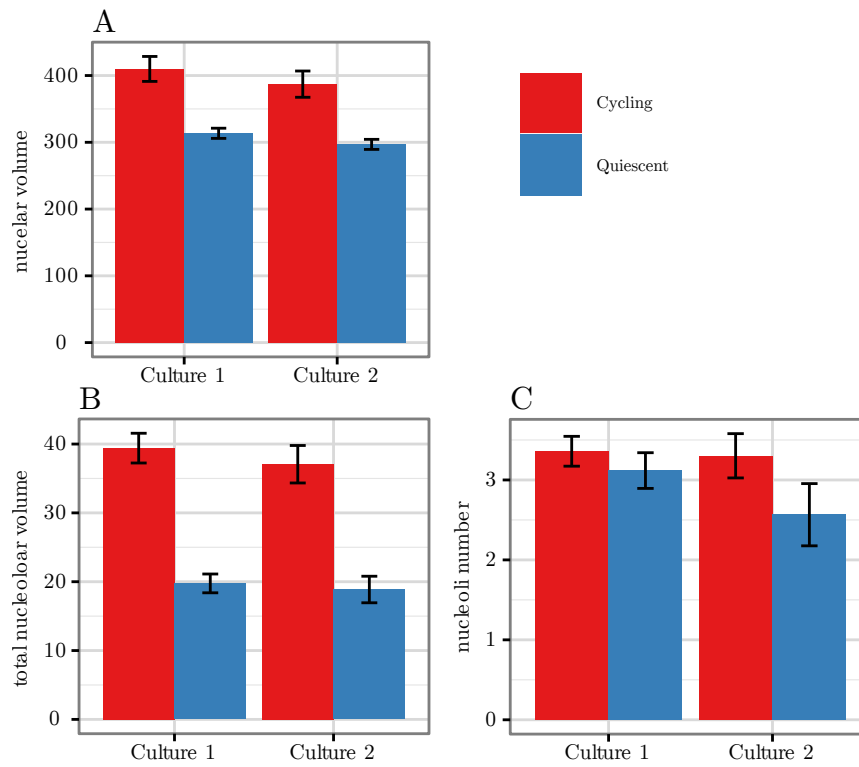 A
nucelar volume
400
300
200
100
0
Culture 1 Culture 2
Cycling
Quiescent
B
total nucleoloar volume
40
30
20
10
0
Culture 1 Culture 2
C
nucleoli number
3
2
1
0
Culture 1 Culture 2